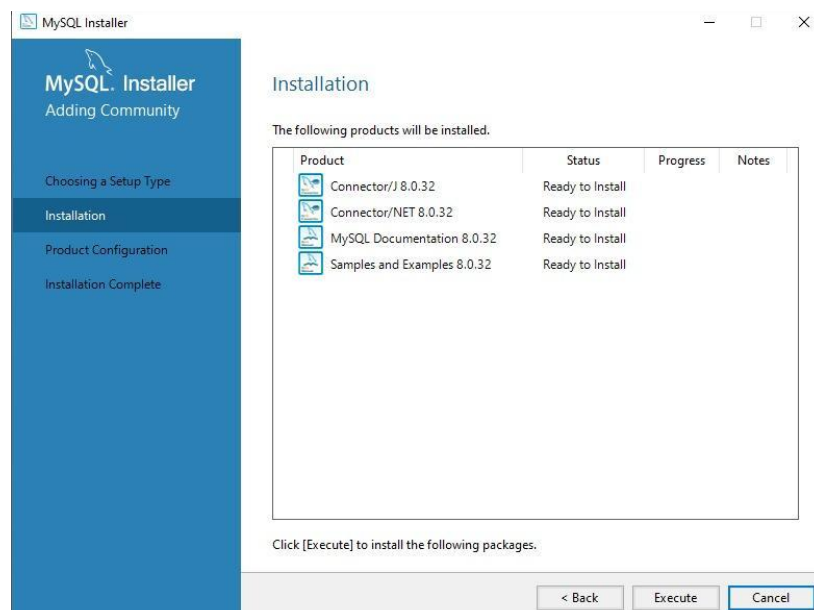 MySQL Installer
MySQL. Installer
Adding Community
Choosing a Setup Type
Installation
Product Configuration
Installation Complete
Installation
The following products will be installed.
Product Status Progress Notes
Connector/J 8.0.32 Ready to Install
Connector/NET 8.0.32 Ready to Install
MySQL Documentation 8.0.32 Ready to Install
Samples and Examples 8.0.32 Ready to Install
Click [Execute] to install the following packages.
< Back Execute Cancel